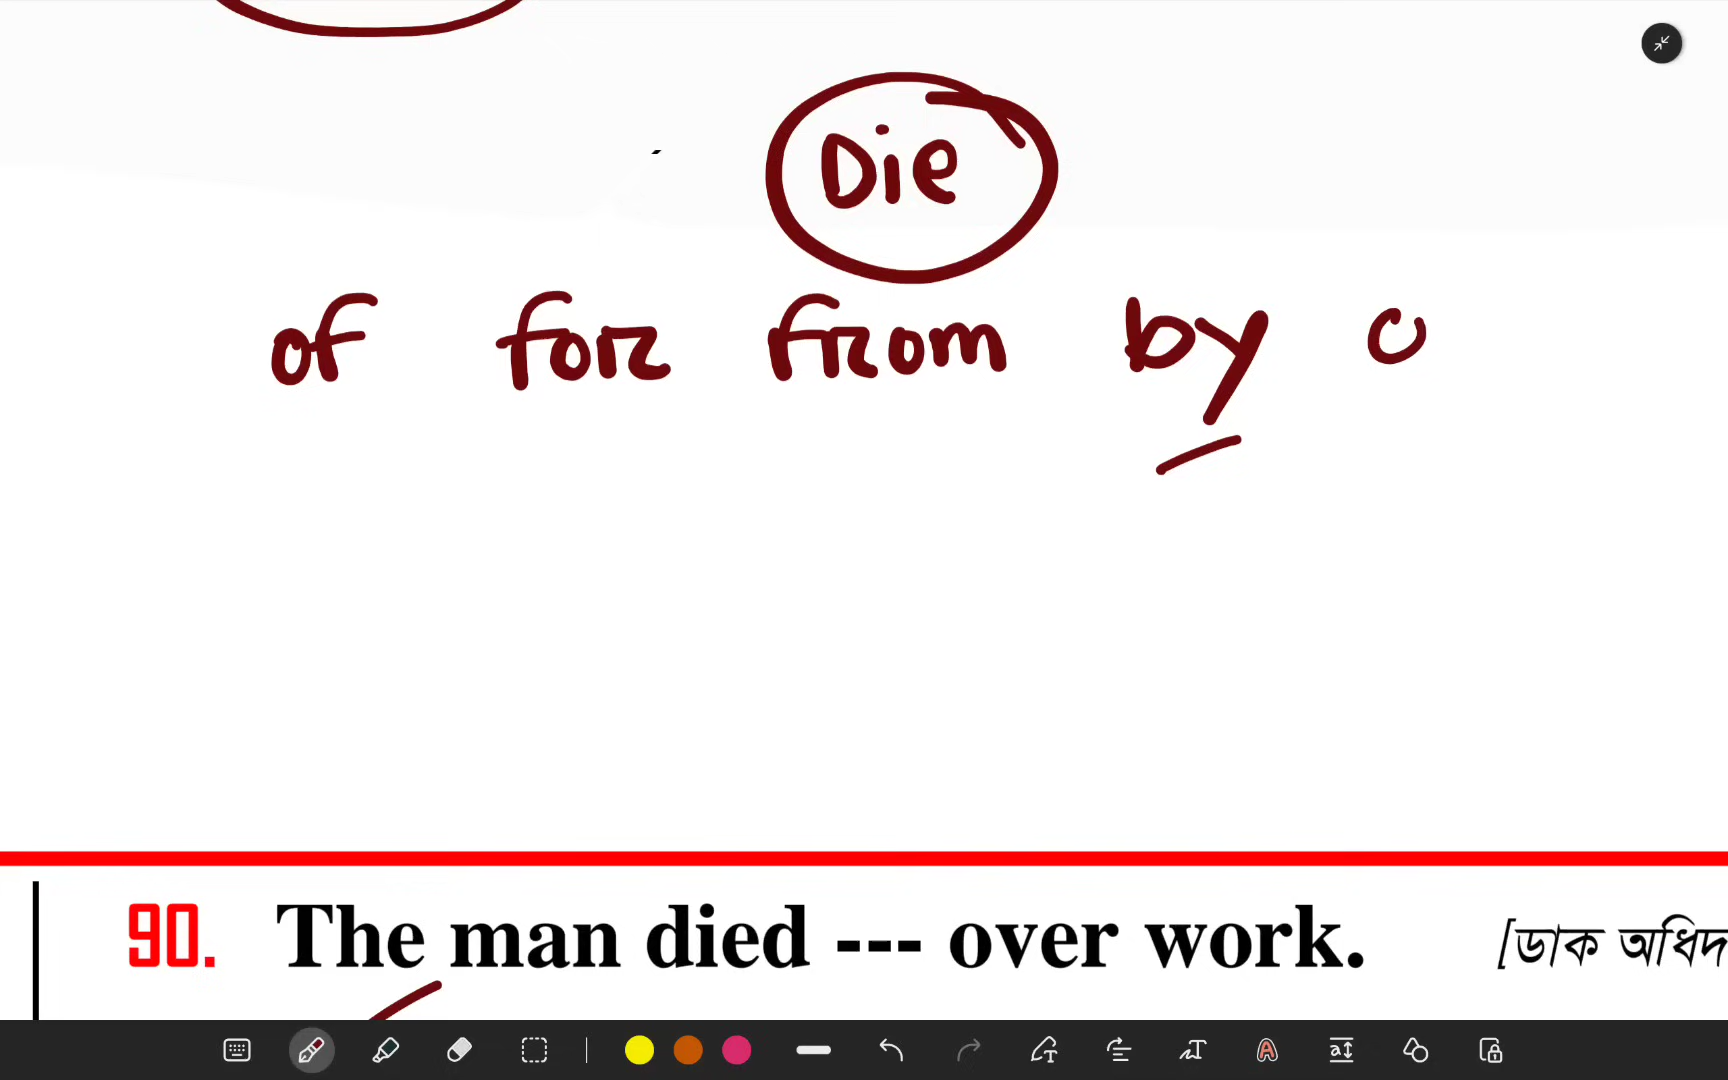 Die
of for from by
90. The man died --- over work. [ডাক অধিদ